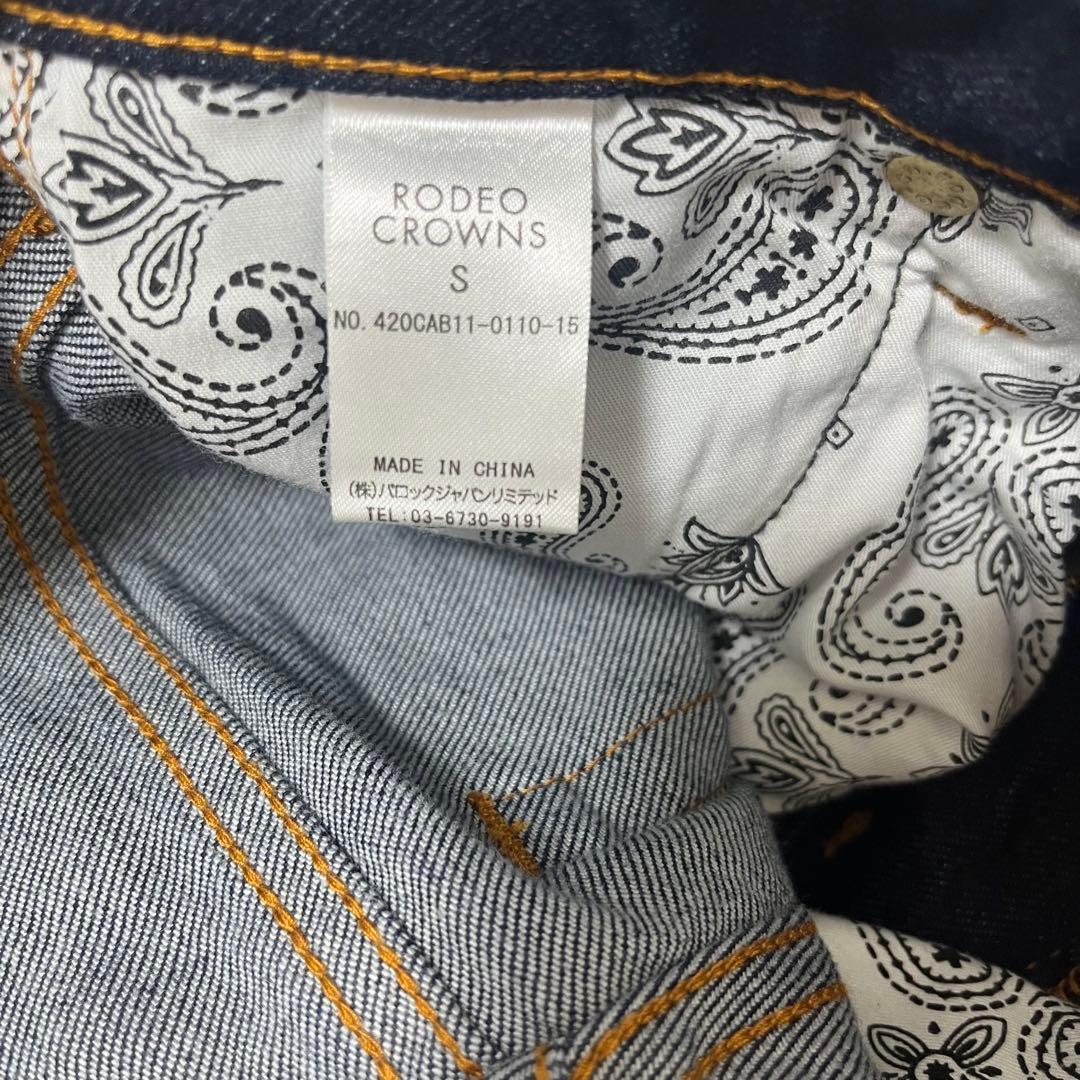 RODEO
CROWNS
S
NO. 420CAB11-0110-15
MADE IN CHINA
(株)バロックジャパンリミテッド
TEL:03-6730-9191